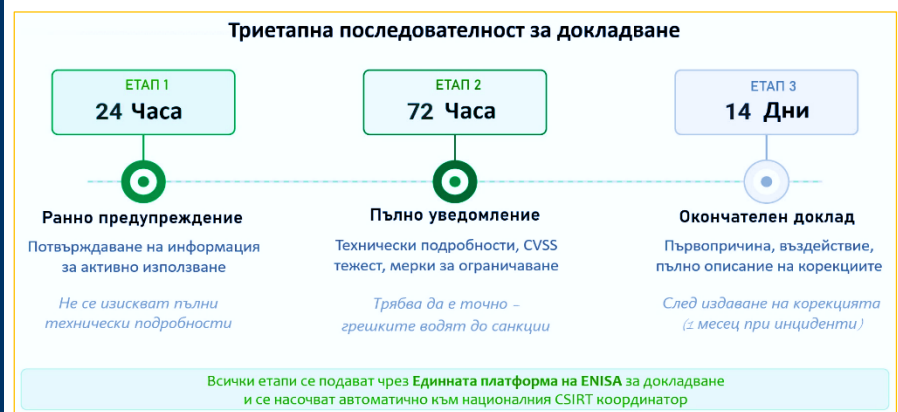 Триетапна последователност за докладване
ЕТАП 1
24 Часа
ЕТАП 2
72 Часа
ЕТАП 3
14 Дни
Ранно предупреждение
Потвърждаване на информация
за активно използване
Не се изискват пълни
технически подробности
Пълно уведомление
Технически подробности, CVSS
тежест, мерки за ограничаване
Трябва да е точно –
грешките водят до санкции
Окончателен доклад
Първопричина, въздействие,
пълно описание на корекциите
След издаване на корекцията
(1 месец при инциденти)
Всички етапи се подават чрез Единната платформа на ENISA за докладване
и се насочват автоматично към националния CSIRT координатор